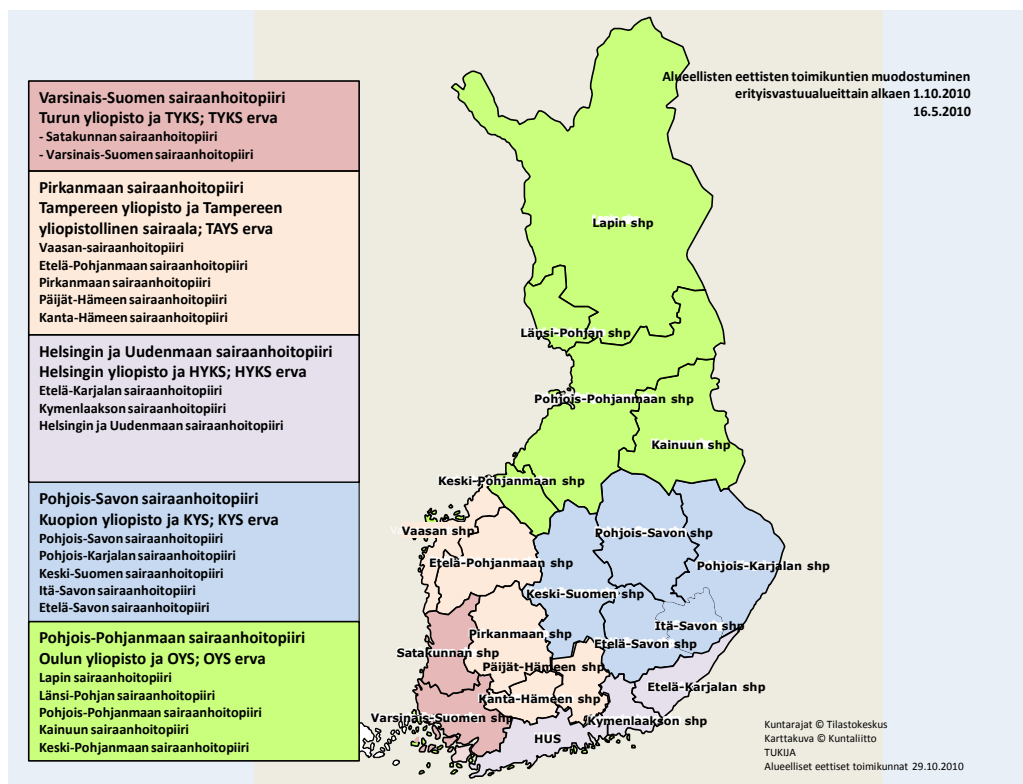 Alueellisten eettisten toimikuntien muodostuminen
erityisvastuualueittain alkaen 1.10.2010
16.5.2010
Varsinais-Suomen sairaanhoitopiiri
Turun yliopisto ja TYKS; TYKS erva
- Satakunnan sairaanhoitopiiri
- Varsinais-Suomen sairaanhoitopiiri
Pirkanmaan sairaanhoitopiiri
Tampereen yliopisto ja Tampereen
yliopistollinen sairaala; TAYS erva
Vaasan-sairaanhoitopiiri
Etelä-Pohjanmaan sairaanhoitopiiri
Pirkanmaan sairaanhoitopiiri
Päijät-Hämeen sairaanhoitopiiri
Kanta-Hämeen sairaanhoitopiiri
Helsingin ja Uudenmaan sairaanhoitopiiri
Helsingin yliopisto ja HYKS; HYKS erva
Etelä-Karjalan sairaanhoitopiiri
Kymenlaakson sairaanhoitopiiri
Helsingin ja Uudenmaan sairaanhoitopiiri
Pohjois-Savon sairaanhoitopiiri
Kuopion yliopisto ja KYS; KYS erva
Pohjois-Savon sairaanhoitopiiri
Pohjois-Karjalan sairaanhoitopiiri
Keski-Suomen sairaanhoitopiiri
Itä-Savon sairaanhoitopiiri
Etelä-Savon sairaanhoitopiiri
Pohjois-Pohjanmaan sairaanhoitopiiri
Oulun yliopisto ja OYS; OYS erva
Lapin sairaanhoitopiiri
Länsi-Pohjan sairaanhoitopiiri
Pohjois-Pohjanmaan sairaanhoitopiiri
Kainuun sairaanhoitopiiri
Keski-Pohjanmaan sairaanhoitopiiri
Lapin shp
Länsi-Pohjan shp
Pohjois-Pohjanmaan shp
Kainuun shp
Keski-Pohjanmaan shp
Vaasan shp
Pohjois-Savon shp
Etelä-Pohjanmaan shp
Pohjois-Karjalan shp
Keski-Suomen shp
Itä-Savon shp
Pirkanmaan shp
Etelä-Savon shp
Satakunnan shp
Päijät-Hämeen shp
Etelä-Karjalan shp
Kanta-Hämeen shp
Varsinais-Suomen shp
Kymenlaakson shp
HUS
Kuntarajat © Tilastokeskus
Karttakuva © Kuntaliitto
TUKIJA
Alueelliset eettiset toimikunnat 29.10.2010